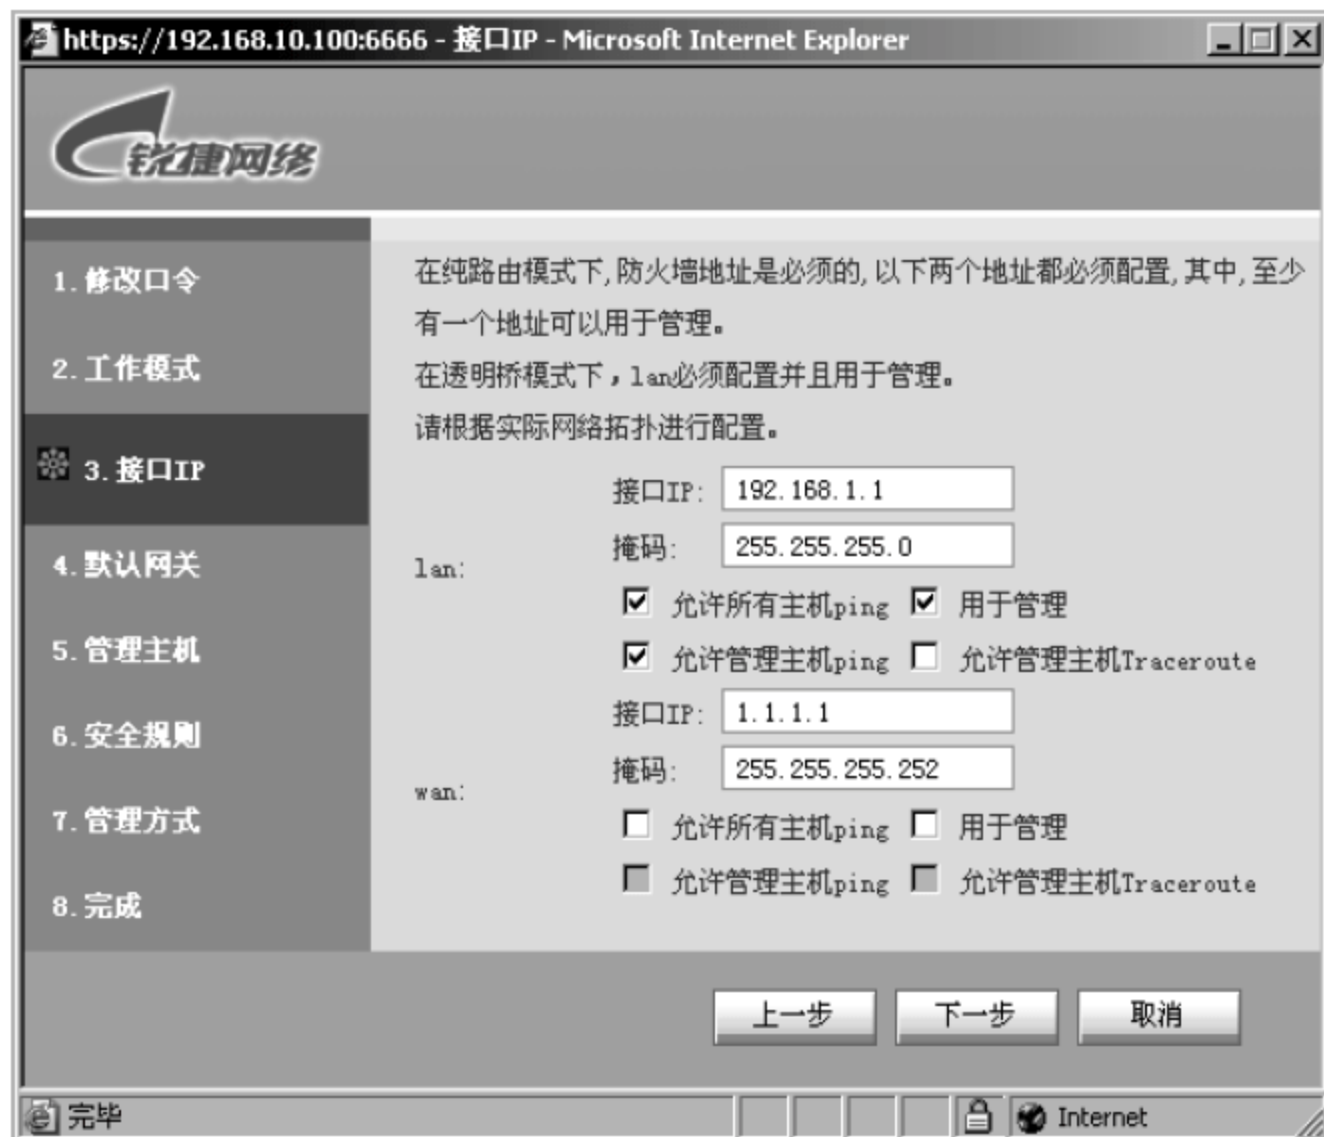 https://192.168.10.100:6666 - 接口IP - Microsoft Internet Explorer
锐捷网络
1.修改口令
2.工作模式
3.接口IP
4.默认网关
5.管理主机
6.安全规则
7.管理方式
8.完成
在纯路由模式下,防火墙地址是必须的,以下两个地址都必须配置,其中,至少
有一个地址可以用于管理。
在透明桥模式下，lan必须配置并且用于管理。
请根据实际网络拓扑进行配置。
lan:
接口IP: 192.168.1.1
掩码: 255.255.255.0
允许所有主机ping 用于管理
允许管理主机ping 允许管理主机Traceroute
wan:
接口IP: 1.1.1.1
掩码: 255.255.255.252
允许所有主机ping 用于管理
允许管理主机ping 允许管理主机Traceroute
上一步 下一步 取消
完毕 Internet